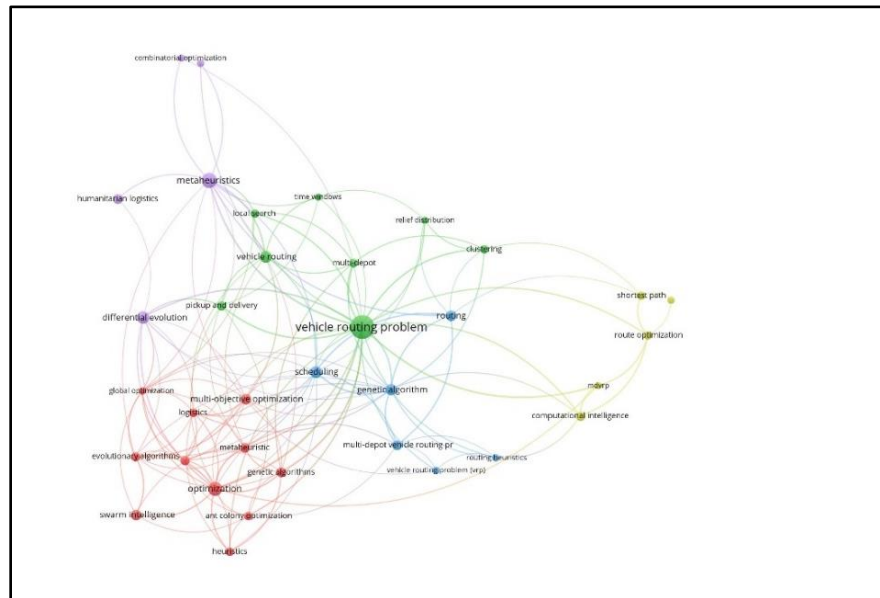 combinatorial optimization
metaheuristics
humanitarian logistics
time windows
local search
relief distribution
clustering
vehicle routing
multi-depot
shortest path
pickup and delivery
differential evolution
routing
vehicle routing problem
route optimization
scheduling
genetic algorithm
global optimization
mdvrp
multi-objective optimization
logistics
computational intelligence
metaheuristic
multi-depot vehicle routing pr
evolutionary algorithms
routing heuristics
genetic algorithms
vehicle routing problem (vrp)
optimization
swarm intelligence
ant colony optimization
heuristics